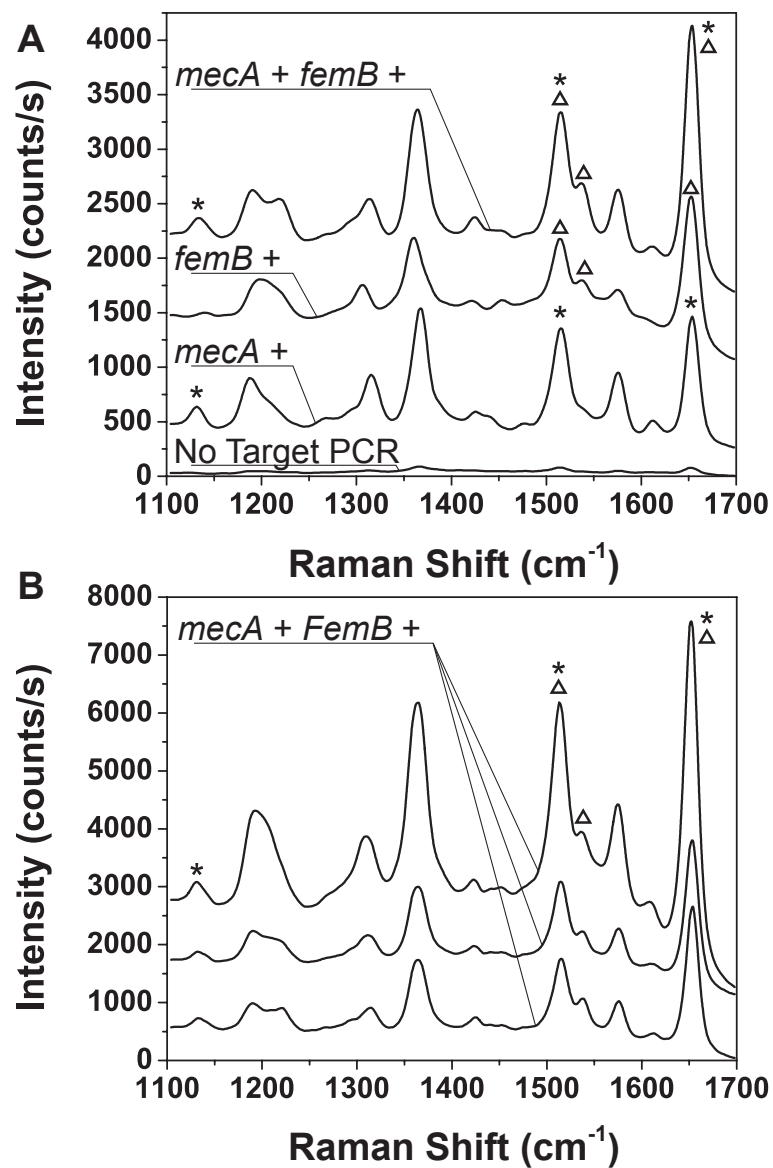 A
4000
3500
3000
2500
2000
1500
1000
500
0
Intensity (counts/s)
mecA + femB +
femB +
mecA +
No Target PCR
*
*
Δ
Δ
*
Δ
Δ
Δ
Δ
*
*
*
1100 1200 1300 1400 1500 1600 1700
Raman Shift (cm-1)
B
8000
7000
6000
5000
4000
3000
2000
1000
0
Intensity (counts/s)
mecA + FemB +
*
*
Δ
Δ
*
Δ
1100 1200 1300 1400 1500 1600 1700
Raman Shift (cm-1)